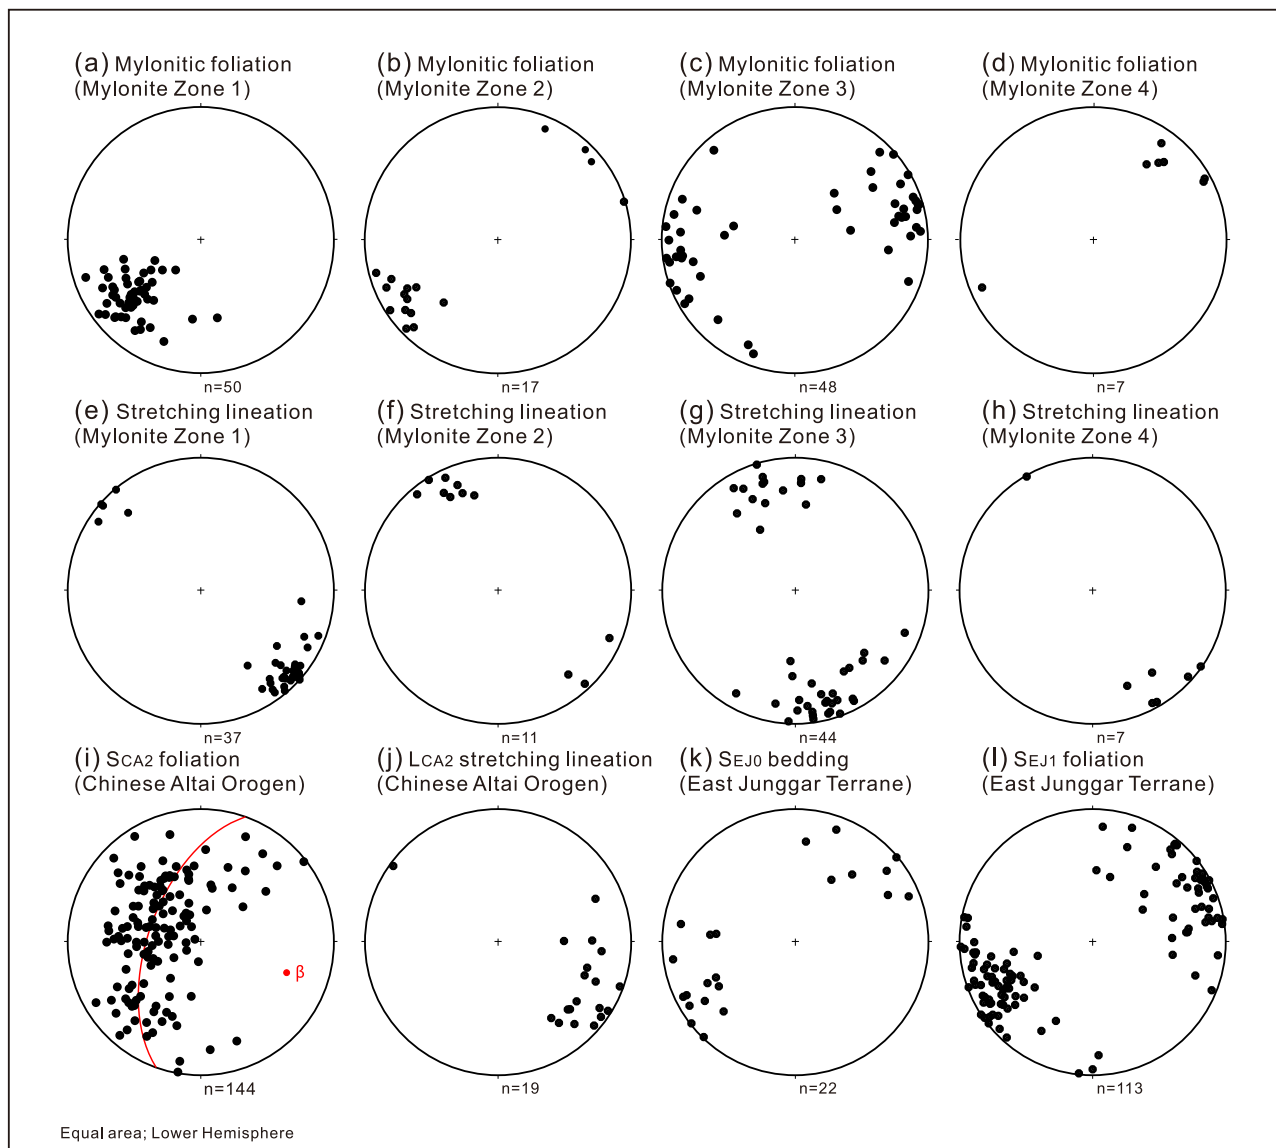 (a) Mylonitic foliation
(Mylonite Zone 1)
(b) Mylonitic foliation
(Mylonite Zone 2)
(c) Mylonitic foliation
(Mylonite Zone 3)
(d) Mylonitic foliation
(Mylonite Zone 4)
n=50
n=17
n=48
n=7
(e) Stretching lineation
(Mylonite Zone 1)
(f) Stretching lineation
(Mylonite Zone 2)
(g) Stretching lineation
(Mylonite Zone 3)
(h) Stretching lineation
(Mylonite Zone 4)
n=37
n=11
n=44
n=7
(i) SCA2 foliation
(Chinese Altai Orogen)
(j) LCA2 stretching lineation
(Chinese Altai Orogen)
(k) SEJ0 bedding
(East Junggar Terrane)
(l) SEJ1 foliation
(East Junggar Terrane)
β
n=144
n=19
n=22
n=113
Equal area; Lower Hemisphere